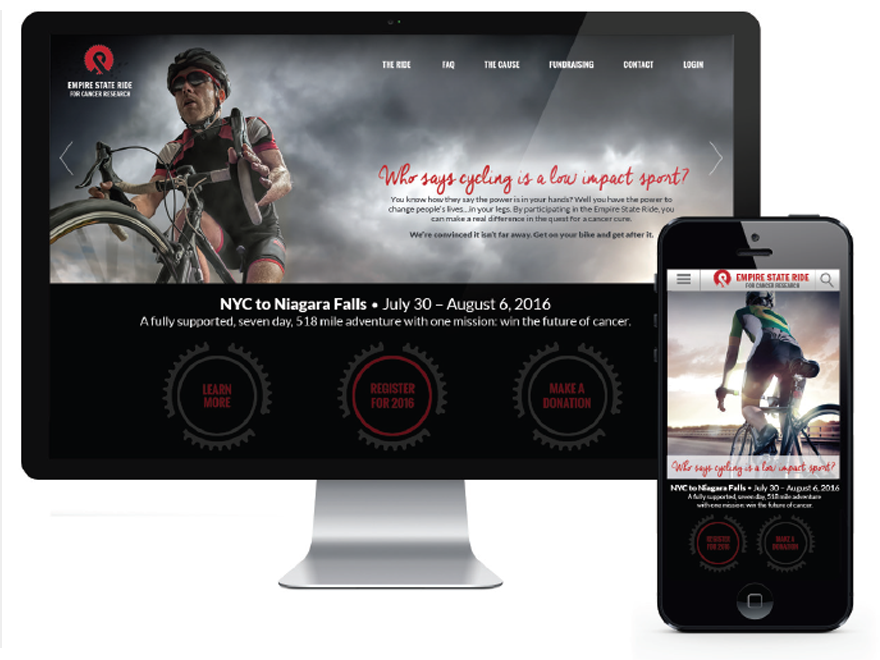 EMPIRE STATE RIDE
FOR CANCER RESEARCH
THE RIDE FAQ THE CAUSE FUNDRAISING CONTACT LOGIN
Who says cycling is a low impact sport?
You know how they say the power is in your hands? Well you have the power to
change people's lives...in your legs. By participating in the Empire State Ride, you
can make a real difference in the quest for a cancer cure.
We're convinced it isn't far away. Get on your bike and get after it.
NYC to Niagara Falls • July 30 – August 6, 2016
A fully supported, seven day, 518 mile adventure with one mission: win the future of cancer.
LEARN
MORE
REGISTER
FOR 2016
MAKE A
DONATION
EMPIRE STATE RIDE
FOR CANCER RESEARCH
Who says cycling is a low impact sport?
NYC to Niagara Falls • July 30 – August 6, 2016
A fully supported, seven day, 518 mile adventure
with one mission: win the future of cancer.
REGISTER
FOR 2016
MAKE A
DONATION